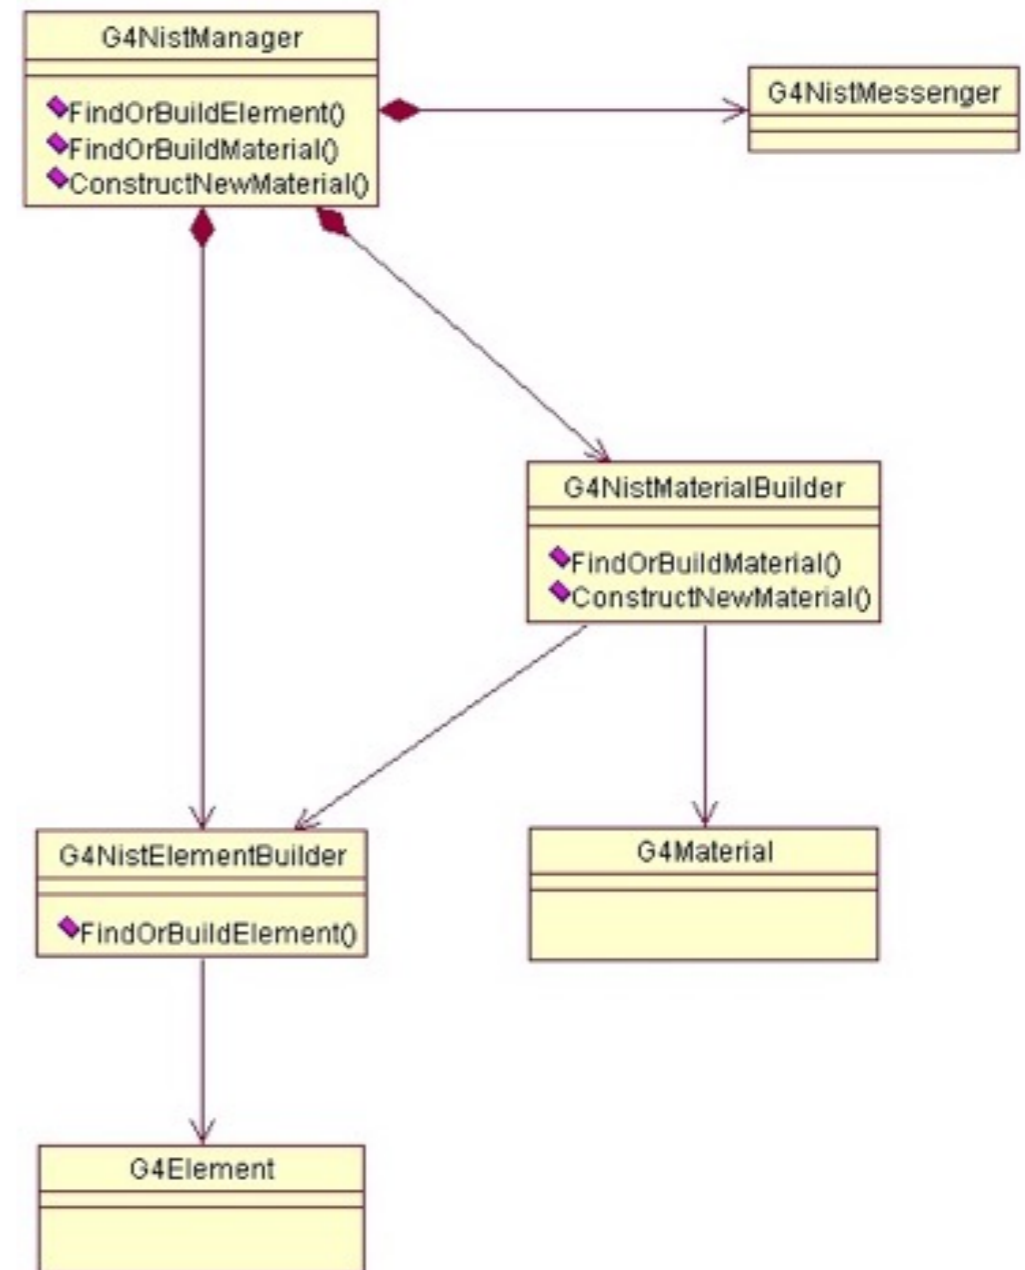 G4NistManager
FindOrBuildElement()
FindOrBuildMaterial()
ConstructNewMaterial()
G4NistMessenger
G4NistMaterialBuilder
FindOrBuildMaterial()
ConstructNewMaterial()
G4NistElementBuilder
FindOrBuildElement()
G4Material
G4Element